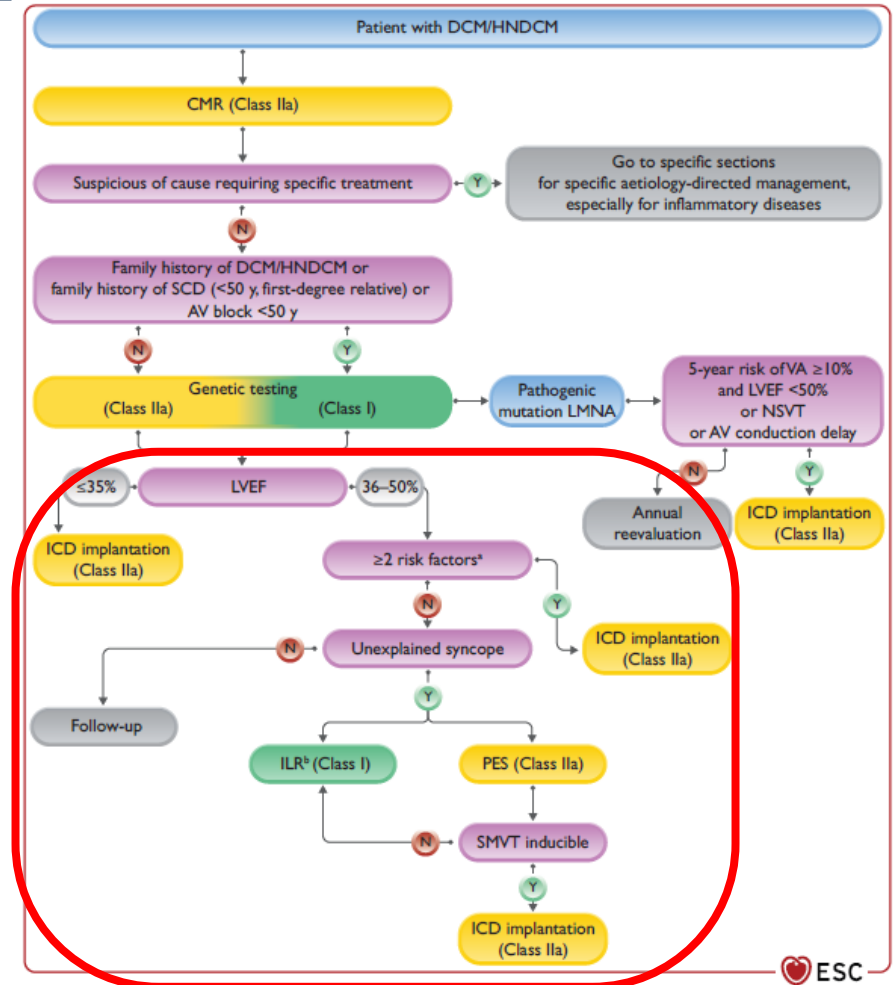 Patient with DCM/HNDCM
CMR (Class IIa)
Suspicious of cause requiring specific treatment
Y
Go to specific sections
for specific aetiology-directed management,
especially for inflammatory diseases
N
Family history of DCM/HNDCM or
family history of SCD (<50 y, first-degree relative) or
AV block <50 y
N
Y
Genetic testing
(Class IIa)
(Class I)
Pathogenic
mutation LMNA
5-year risk of VA ≥10%
and LVEF <50%
or NSVT
or AV conduction delay
N
Y
Annual
reevaluation
ICD implantation
(Class IIa)
≤35%
LVEF
36–50%
ICD implantation
(Class IIa)
≥2 risk factorsᵃ
N
Y
ICD implantation
(Class IIa)
Unexplained syncope
N
Y
Follow-up
ILRᵇ (Class I)
PES (Class IIa)
N
SMVT inducible
Y
ICD implantation
(Class IIa)
ESC